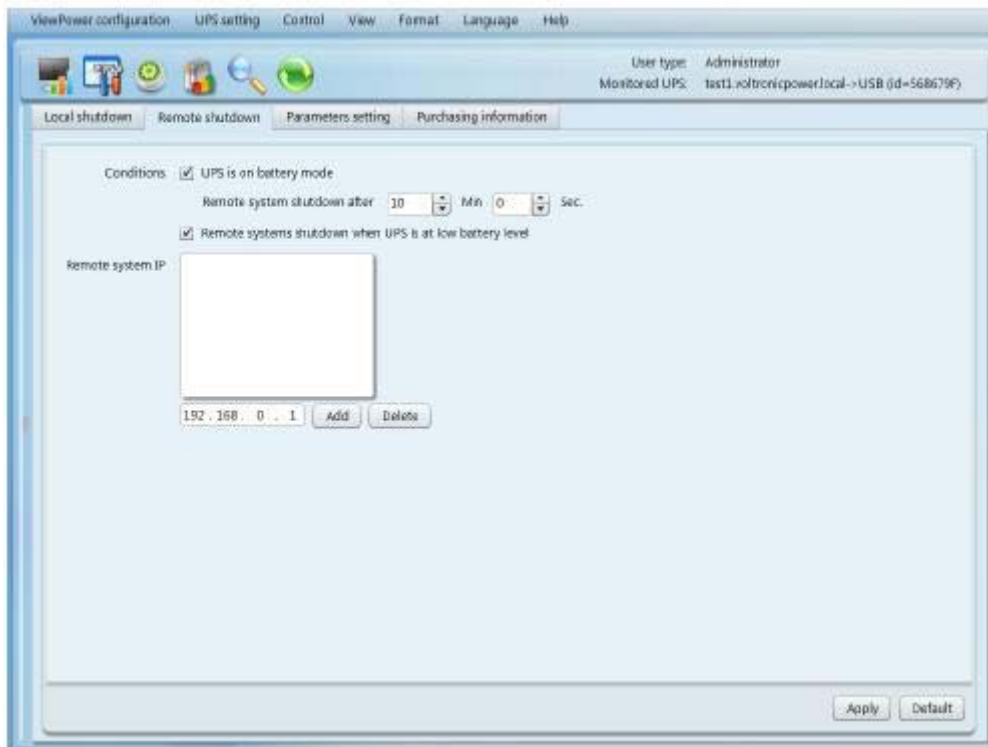 ViewPower configuration UPS setting Control View Format Language Help
User type: Administrator
Monitored UPS: test1.voltronicpower.local->USB (id=568679F)
Local shutdown Remote shutdown Parameters setting Purchasing information
Conditions UPS is on battery mode
Remote system shutdown after 10 Min 0 Sec.
Remote systems shutdown when UPS is at low battery level
Remote system IP
192 . 168 . 0 . 1 Add Delete
Apply Default